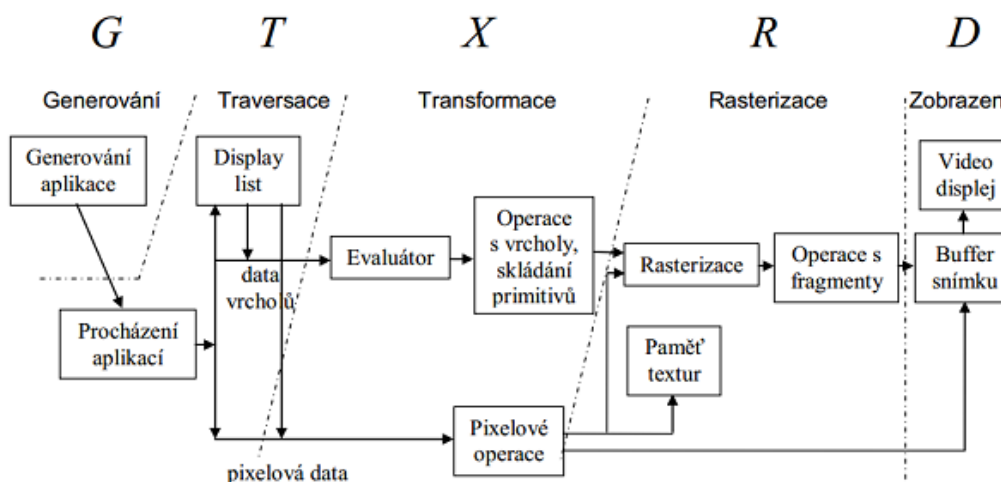 G T X R D
Generování Traversace Transformace Rasterizace Zobrazen
Generování
aplikace
Display
list
Video
displej
Operace
s vrcholy,
skládání
primitivů
Evaluátor
Rasterizace
Operace s
fragmenty
Buffer
snímku
data
vrcholů
Procházení
aplikací
Paměť
textur
Pixelové
operace
pixelová data